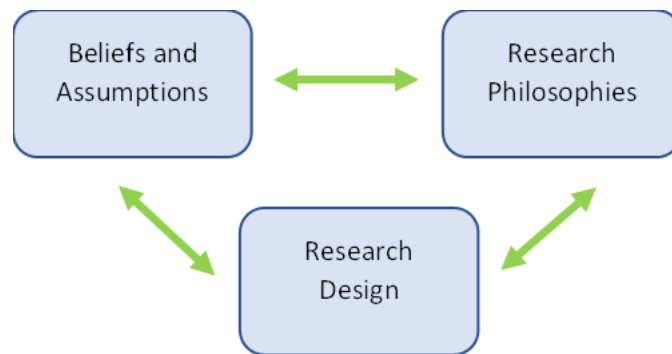 Beliefs and
Assumptions
Research
Philosophies
Research
Design